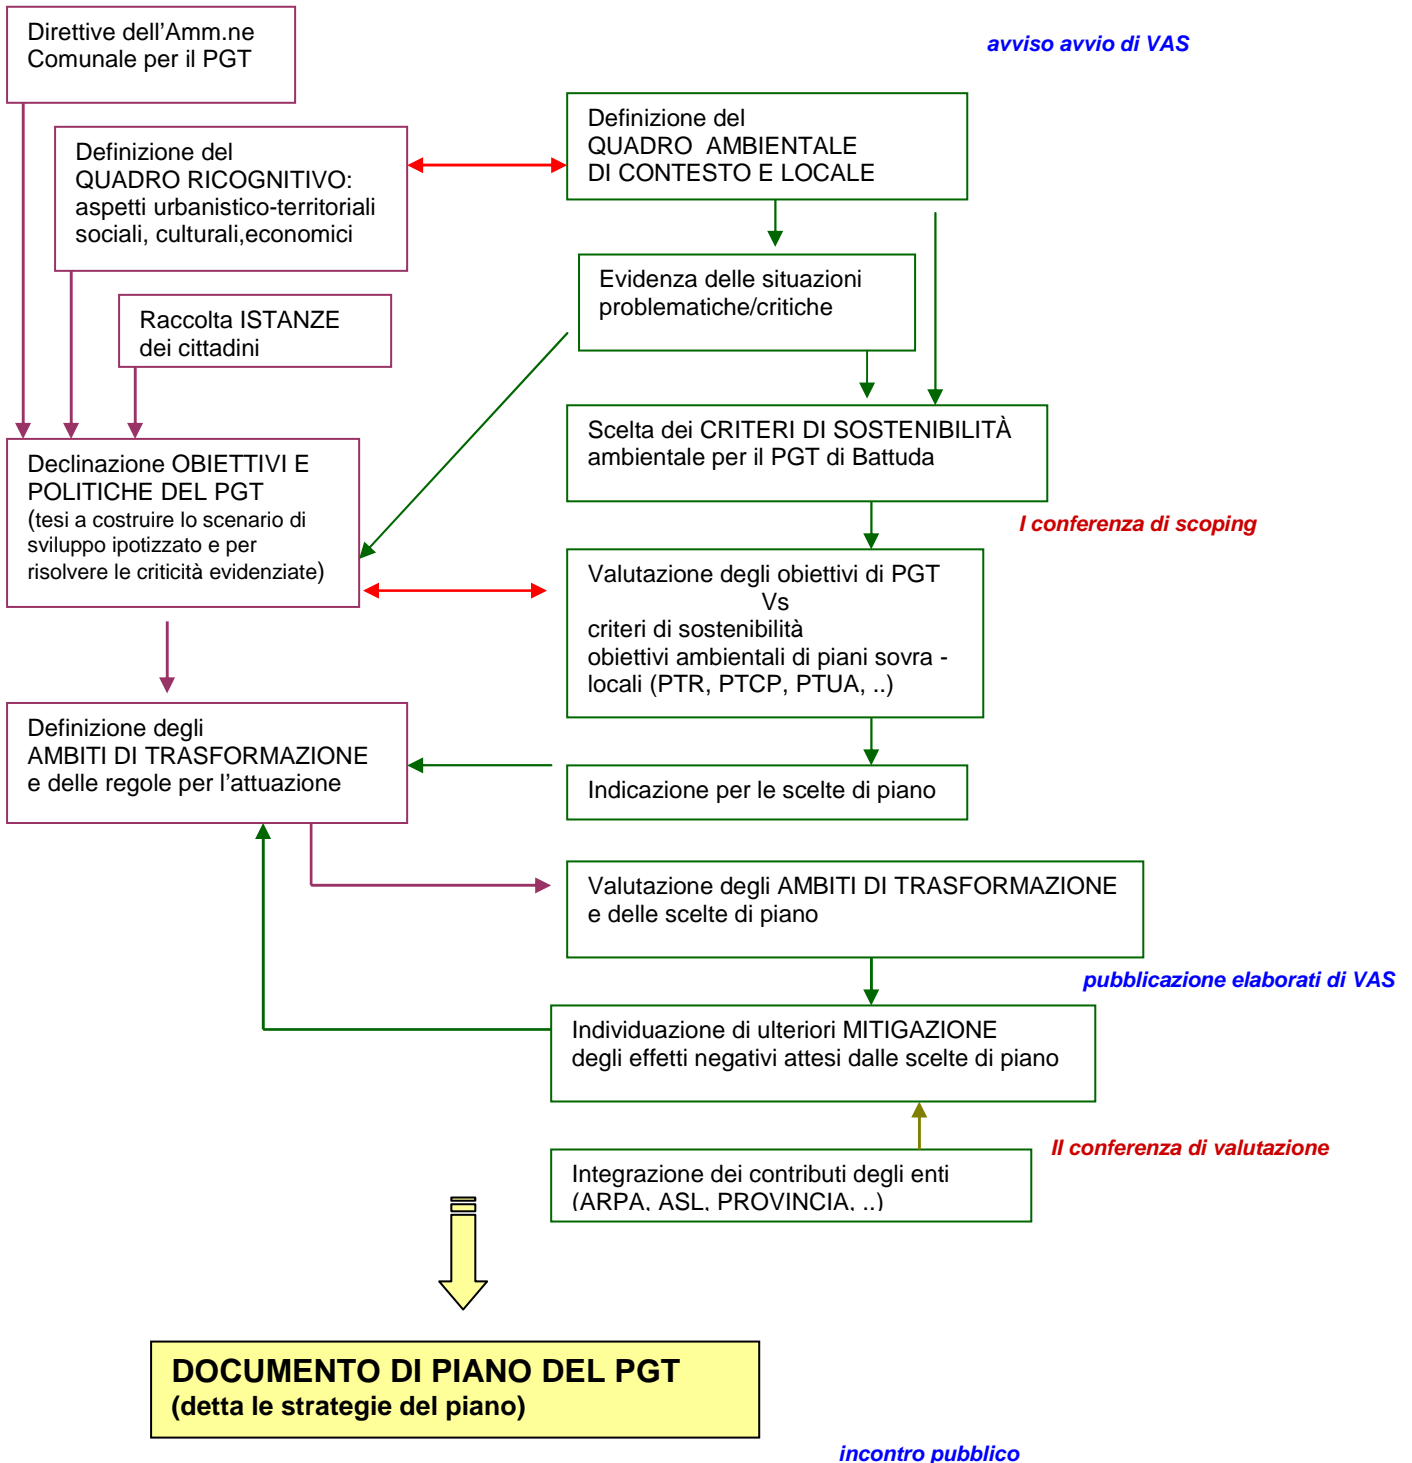 Direttive dell'Amm.ne
Comunale per il PGT
avviso avvio di VAS
Definizione del
QUADRO RICOGNITIVO:
aspetti urbanistico-territoriali
sociali, culturali,economici
Definizione del
QUADRO AMBIENTALE
DI CONTESTO E LOCALE
Evidenza delle situazioni
problematiche/critiche
Raccolta ISTANZE
dei cittadini
Scelta dei CRITERI DI SOSTENIBILITÀ
ambientale per il PGT di Battuda
Declinazione OBIETTIVI E
POLITICHE DEL PGT
(tesi a costruire lo scenario di
sviluppo ipotizzato e per
risolvere le criticità evidenziate)
I conferenza di scoping
Valutazione degli obiettivi di PGT
Vs
criteri di sostenibilità
obiettivi ambientali di piani sovra -
locali (PTR, PTCP, PTUA, ..)
Definizione degli
AMBITI DI TRASFORMAZIONE
e delle regole per l'attuazione
Indicazione per le scelte di piano
Valutazione degli AMBITI DI TRASFORMAZIONE
e delle scelte di piano
pubblicazione elaborati di VAS
Individuazione di ulteriori MITIGAZIONE
degli effetti negativi attesi dalle scelte di piano
II conferenza di valutazione
Integrazione dei contributi degli enti
(ARPA, ASL, PROVINCIA, ..)
DOCUMENTO DI PIANO DEL PGT
(detta le strategie del piano)
incontro pubblico